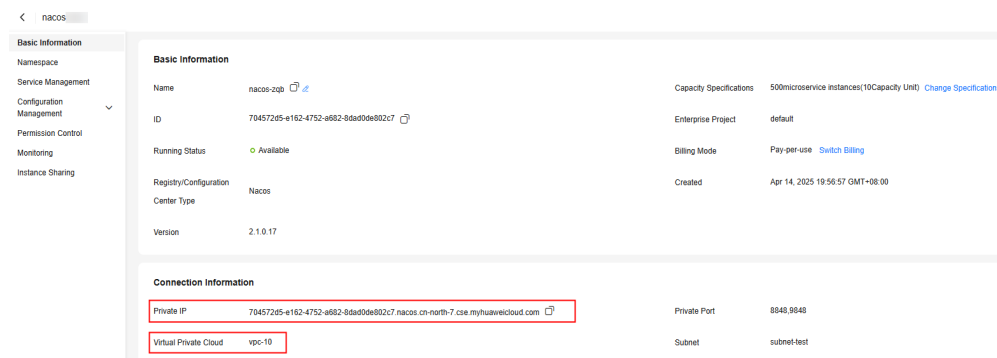 nacos
Basic Information
Namespace
Service Management
Configuration
Management
Permission Control
Monitoring
Instance Sharing
Basic Information
Name nacos-zqb Capacity Specifications 500microservice instances(10Capacity Unit) Change Specification
ID 704572d5-e162-4752-a682-8dad0de802c7 Enterprise Project default
Running Status Available Billing Mode Pay-per-use Switch Billing
Registry/Configuration
Center Type Nacos Created Apr 14, 2025 19:56:57 GMT+08:00
Version 2.1.0.17
Connection Information
Private IP 704572d5-e162-4752-a682-8dad0de802c7.nacos.cn-north-7.cse.myhuaweicloud.com Private Port 8848,9848
Virtual Private Cloud vpc-10 Subnet subnet-test